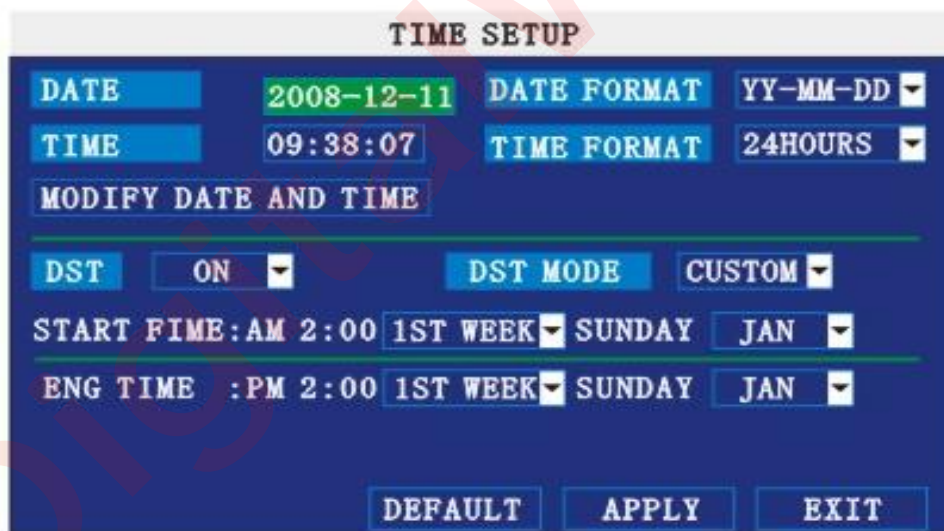 TIME SETUP
DATE 2008-12-11 DATE FORMAT YY-MM-DD
TIME 09:38:07 TIME FORMAT 24HOURS
MODIFY DATE AND TIME
DST ON DST MODE CUSTOM
START FIME:AM 2:00 1ST WEEK SUNDAY JAN
ENG TIME :PM 2:00 1ST WEEK SUNDAY JAN
DEFAULT APPLY EXIT